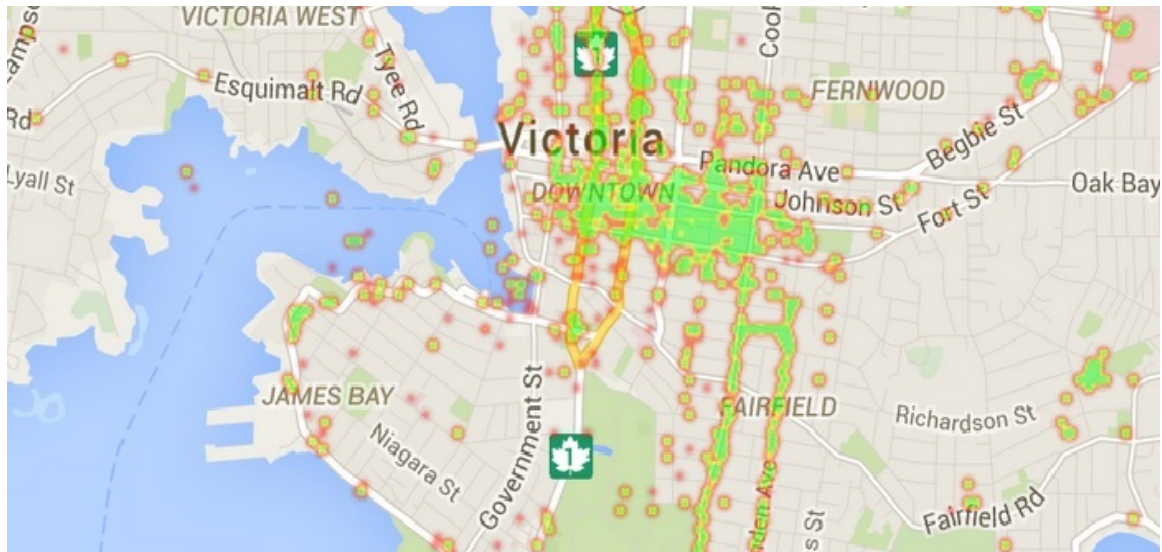 VICTORIA WEST
1
Tyee Rd
Esquimalt Rd
Rd
FERNWOOD
Victoria
Begbie St
Pandora Ave
Lyall St
DOWNTOWN
Johnson St
Fort St
Oak Bay
JAMES BAY
FAIRFIELD
Richardson St
Niagara St
Government St
1
Fairfield Rd